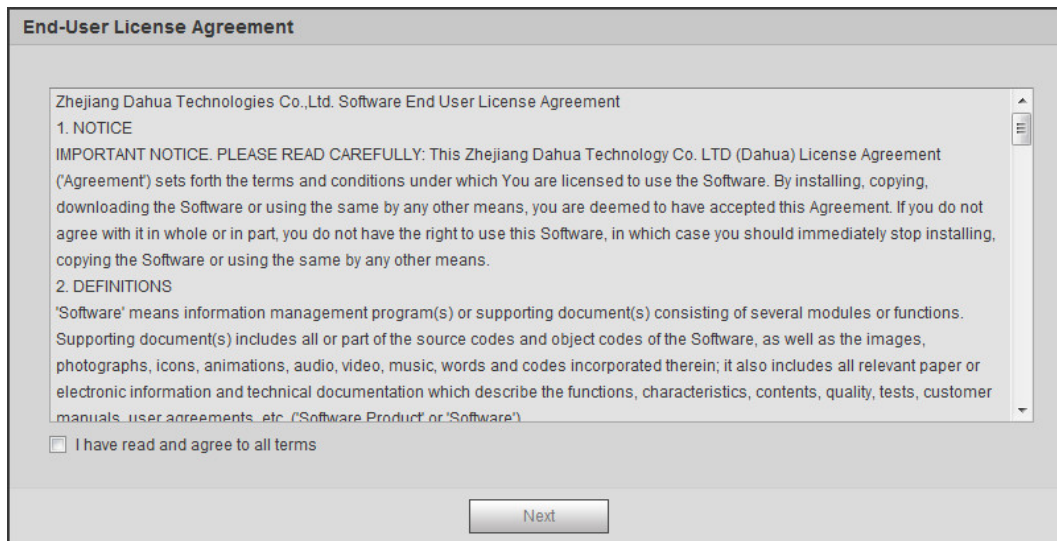 End-User License Agreement
Zhejiang Dahua Technologies Co.,Ltd. Software End User License Agreement
1. NOTICE
IMPORTANT NOTICE. PLEASE READ CAREFULLY: This Zhejiang Dahua Technology Co. LTD (Dahua) License Agreement
('Agreement') sets forth the terms and conditions under which You are licensed to use the Software. By installing, copying,
downloading the Software or using the same by any other means, you are deemed to have accepted this Agreement. If you do not
agree with it in whole or in part, you do not have the right to use this Software, in which case you should immediately stop installing,
copying the Software or using the same by any other means.
2. DEFINITIONS
'Software' means information management program(s) or supporting document(s) consisting of several modules or functions.
Supporting document(s) includes all or part of the source codes and object codes of the Software, as well as the images,
photographs, icons, animations, audio, video, music, words and codes incorporated therein; it also includes all relevant paper or
electronic information and technical documentation which describe the functions, characteristics, contents, quality, tests, customer
manuals, user agreements, etc. ('Software Product' or 'Software')
I have read and agree to all terms
Next